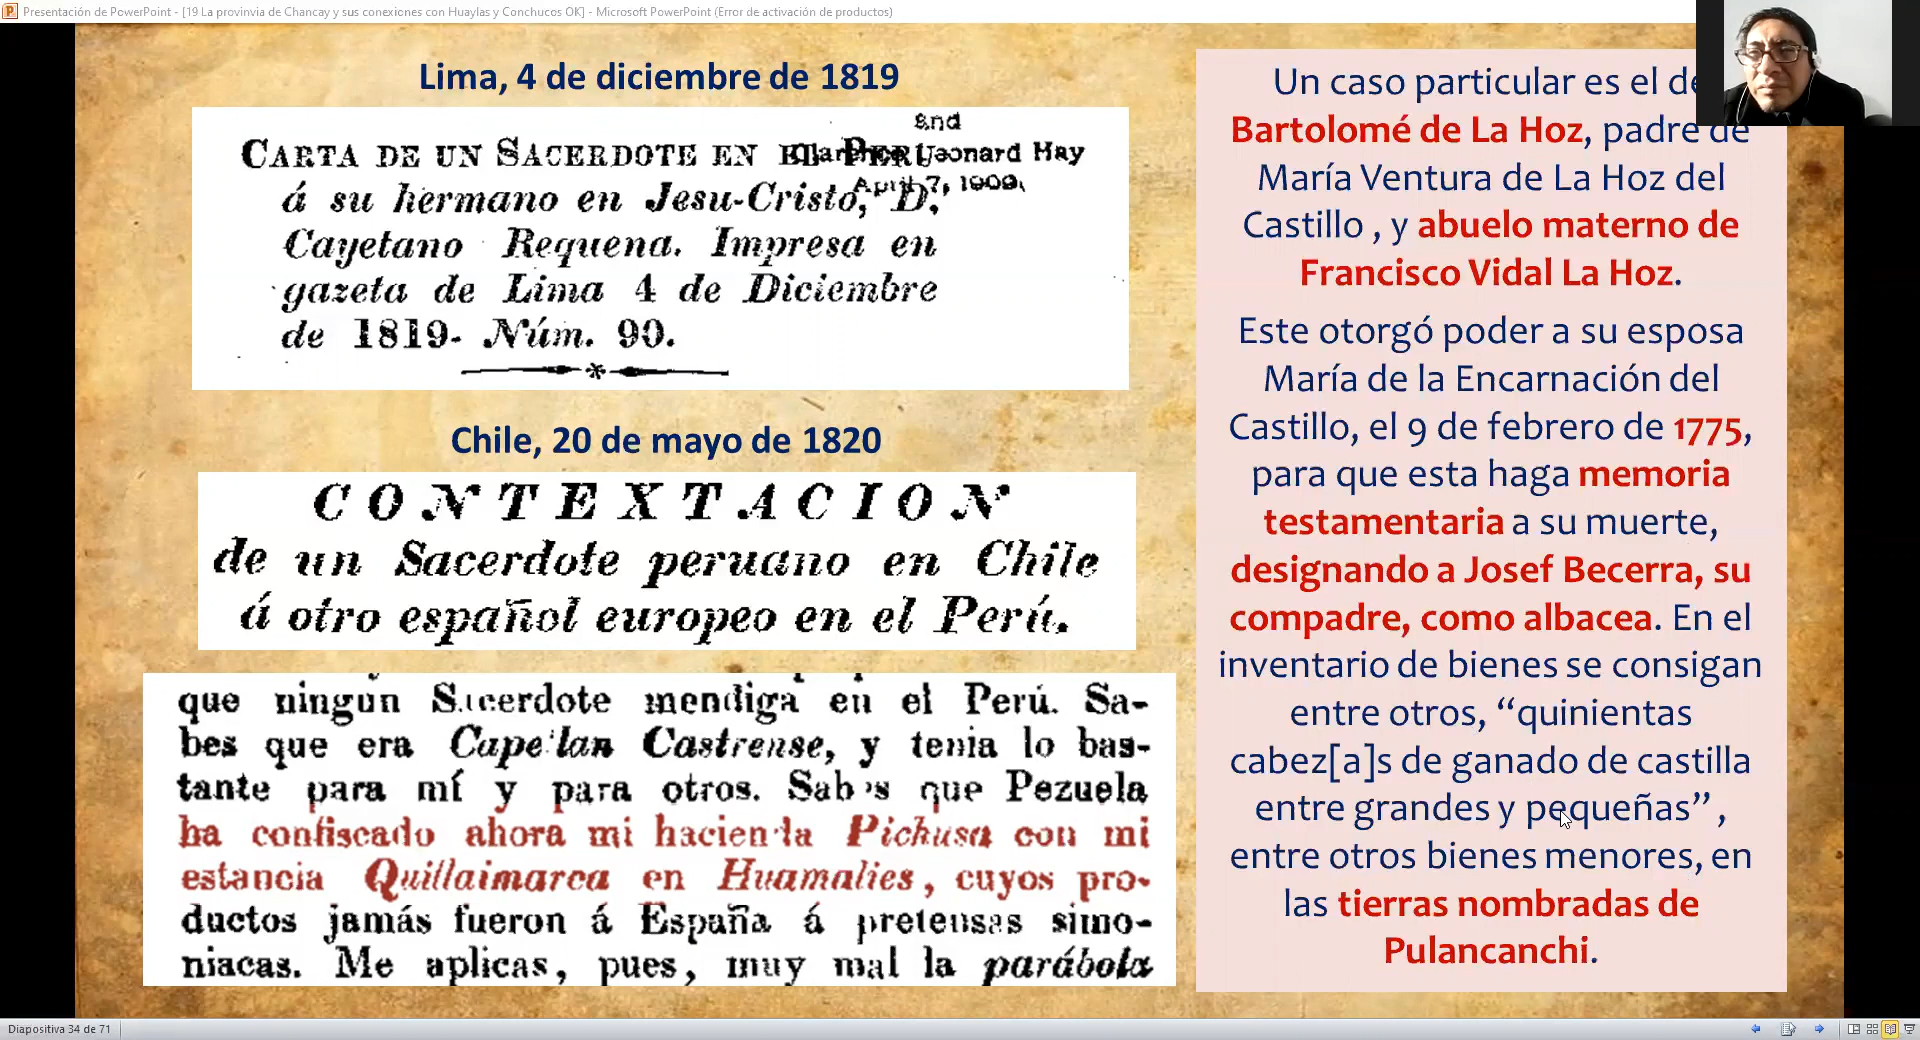 Presentación de PowerPoint - [19 La provinvia de Chancay y sus conexiones con Huaylas y Conchucos OK] - Microsoft PowerPoint (Error de activación de productos)
Lima, 4 de diciembre de 1819
and
Leonard Hay
April 7, 1909.
CARTA DE UN SACERDOTE EN EL PERU
á su hermano en Jesu-Cristo, D.
Cayetano Requena. Impresa en
gazeta de Lima 4 de Diciembre
de 1819- Núm. 90.
Chile, 20 de mayo de 1820
CONTEXTACION
de un Sacerdote peruano en Chile
á otro español europeo en el Perú.
que ningun Sacerdote mendiga en el Perú. Sa-
bes que era Capellan Castrense, y tenia lo bas-
tante para mí y para otros. Sabes que Pezuela
ha confiscado ahora mi hacienda Pichusa con mi
estancia Quillaimarca en Huamalies, cuyos pro-
ductos jamás fueron á España á pretensas simo-
niacas. Me aplicas, pues, muy mal la parábola
Un caso particular es el de
Bartolomé de La Hoz, padre de
María Ventura de La Hoz del
Castillo , y abuelo materno de
Francisco Vidal La Hoz.
Este otorgó poder a su esposa
María de la Encarnación del
Castillo, el 9 de febrero de 1775,
para que esta haga memoria
testamentaria a su muerte,
designando a Josef Becerra, su
compadre, como albacea. En el
inventario de bienes se consigan
entre otros, “quinientas
cabez[a]s de ganado de castilla
entre grandes y pequeñas” ,
entre otros bienes menores, en
las tierras nombradas de
Pulancanchi.
Diapositiva 34 de 71